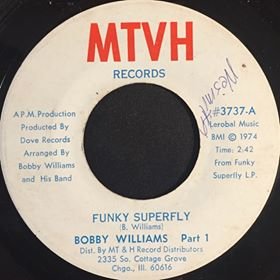 MTVH
RECORDS
A P.M. Production
Produced By
Dove Records
Arranged By
Bobby Williams
and His Band
#3737-A
Lerobal Music
BMI © 1974
Time: 2:42
From Funky
Superfly L.P.
FUNKY SUPERFLY
(B. Williams)
BOBBY WILLIAMS Part 1
Dist. By MT & H Record Distributors
2335 So. Cottage Grove
Chgo., Ill. 60616